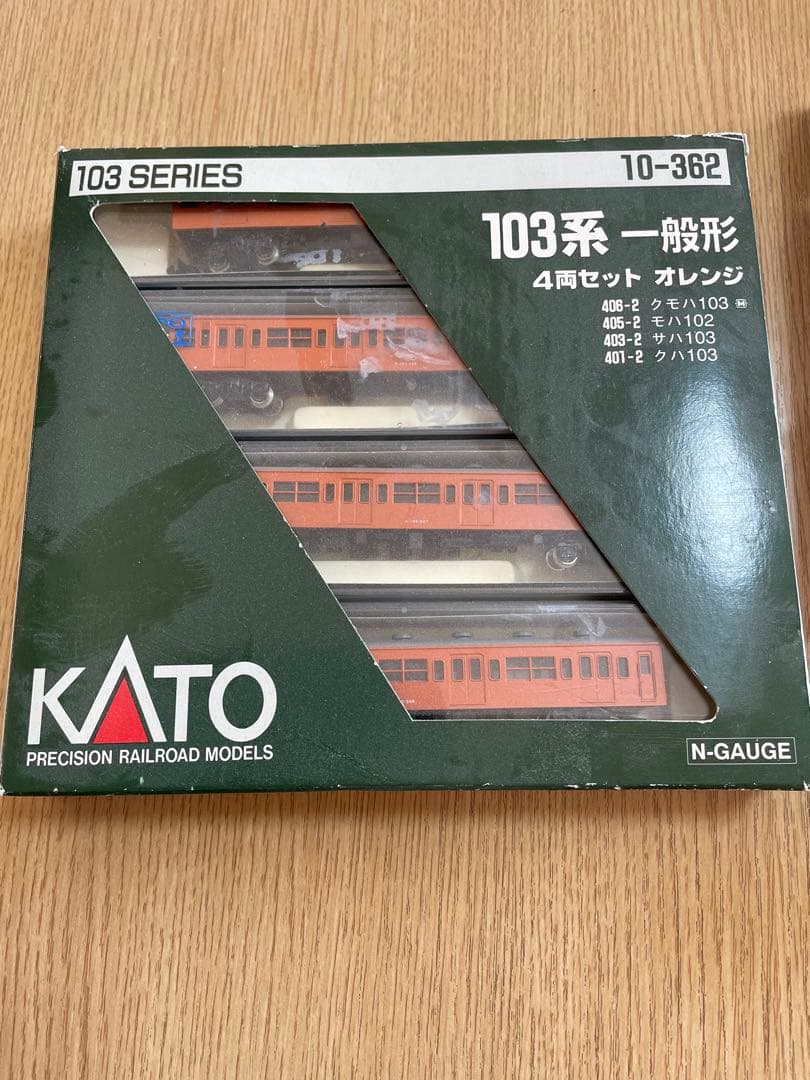 103 SERIES
10-362
103系 一般形
4両セット オレンジ
406-2 クモハ103 Ⓜ
405-2 モハ102
403-2 サハ103
401-2 クハ103
KATO
PRECISION RAILROAD MODELS
N-GAUGE